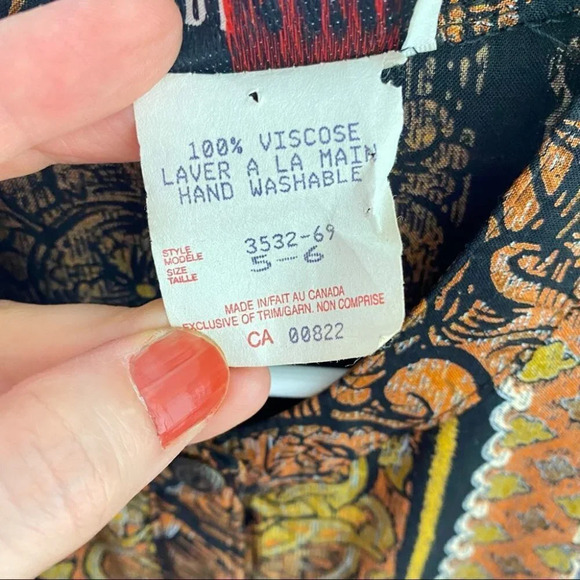 100% VISCOSE
LAVER A LA MAIN
HAND WASHABLE
STYLE
MODÈLE 3532-69
SIZE
TAILLE 5-6
MADE IN/FAIT AU CANADA
EXCLUSIVE OF TRIM/GARN. NON COMPRISE
CA 00822